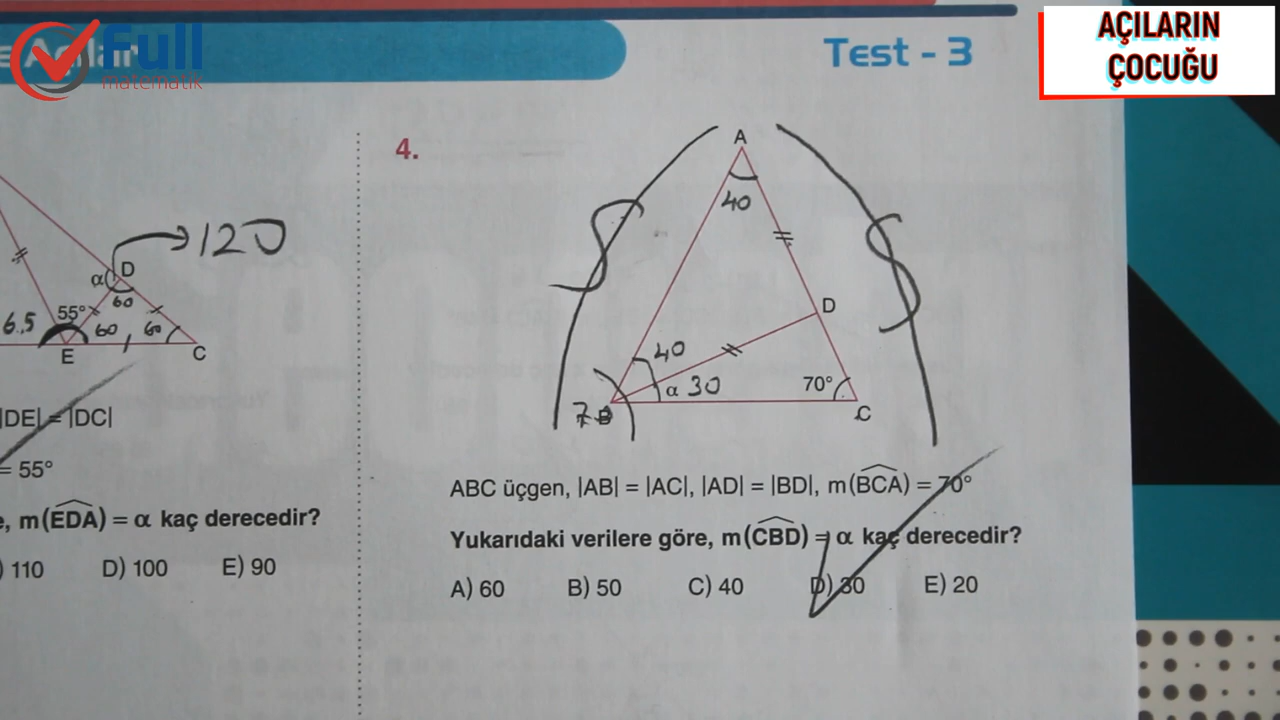 Full
matematik
Test - 3
AÇILARIN
ÇOCUĞU
120
α
D
60
55°
6.5
60
60
E
C
|DE| = |DC|
= 55°
e, m(EDA) = α kaç derecedir?
) 110 D) 100 E) 90
4.
A
40
D
40
α 30
70°
B
C
ABC üçgen, |AB| = |AC|, |AD| = |BD|, m(BCA) = 70°
Yukarıdaki verilere göre, m(CBD) = α kaç derecedir?
A) 60 B) 50 C) 40 D) 30 E) 20